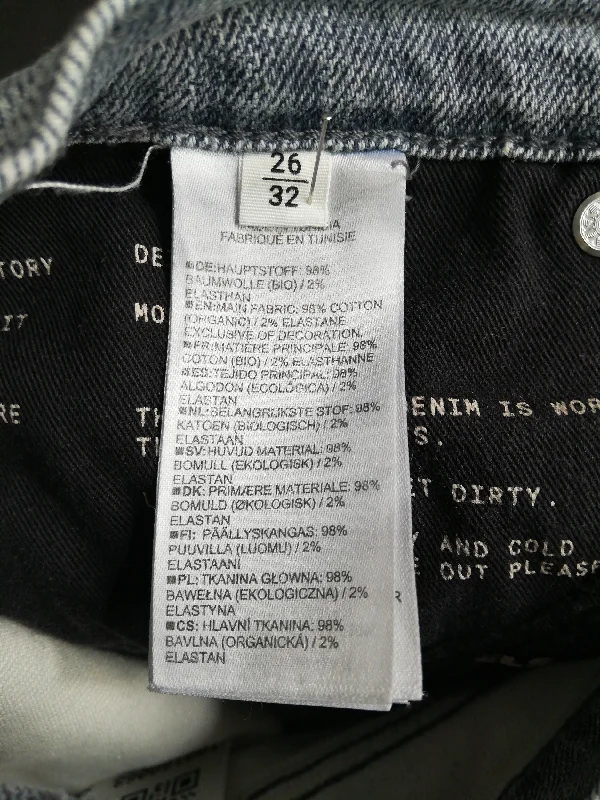 26
32
FABRIQUE EN TUNISIE
TORY
DE
DE:HAUPTSTOFF: 98%
BAUMWOLLE (BIO) / 2%
ELASTHAN
IT
MO
EN:MAIN FABRIC: 98% COTTON
(ORGANIC) / 2% ELASTANE
EXCLUSIVE OF DECORATION.
FR:MATIERE PRINCIPALE: 98%
COTON (BIO) / 2% ELASTHANNE
ES:TEJIDO PRINCIPAL: 98%
ALGODON (ECOLÓGICA) / 2%
ELASTAN
RE
TH
ENIM IS WOR
NL:BELANGRIJKSTE STOF: 98%
KATOEN (BIOLOGISCH) / 2%
ELASTAAN
T
S.
SV: HUVUD MATERIAL: 98%
BOMULL (EKOLOGISK) / 2%
ELASTAN
T DIRTY.
DK: PRIMÆRE MATERIALE: 98%
BOMULD (ØKOLOGISK) / 2%
ELASTAN
Y AND COLD
E OUT PLEASE
FI: PÄÄLLYSKANGAS: 98%
PUUVILLA (LUOMU) / 2%
ELASTAANI
PL: TKANINA GŁOWNA: 98%
BAWEŁNA (EKOLOGICZNA) / 2%
ELASTYNA
R
CS: HLAVNÍ TKANINA: 98%
BAVLNA (ORGANICKÁ) / 2%
ELASTAN